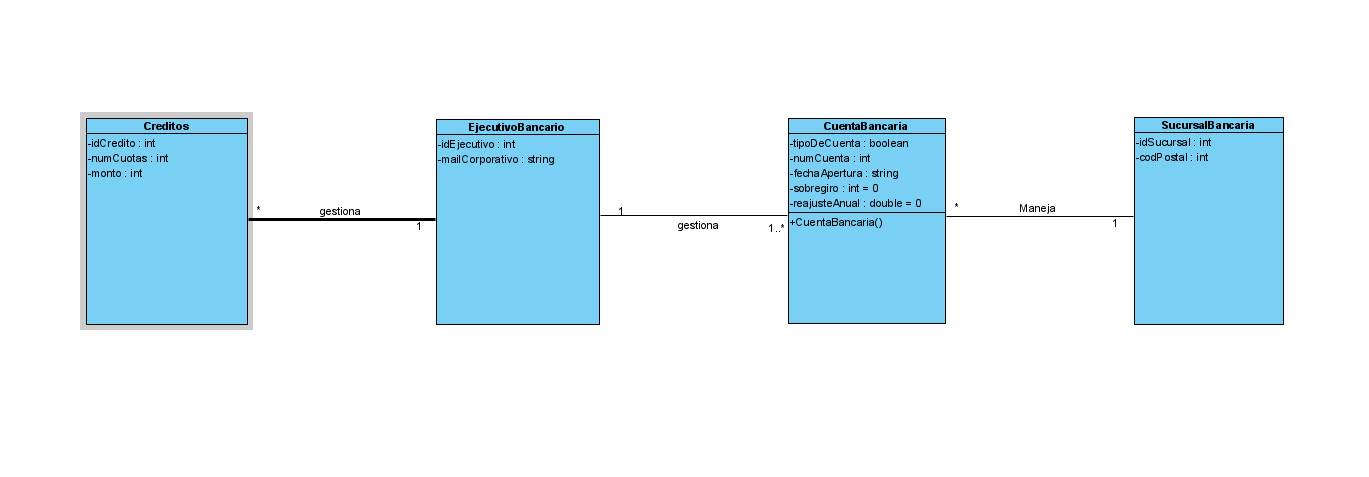 Creditos
-idCredito : int
-numCuotas : int
-monto : int
*
gestiona
1
EjecutivoBancario
-idEjecutivo : int
-mailCorporativo : string
1
gestiona
1..*
CuentaBancaria
-tipoDeCuenta : boolean
-numCuenta : int
-fechaApertura : string
-sobregiro : int = 0
-reajusteAnual : double = 0
+CuentaBancaria()
*
Maneja
1
SucursalBancaria
-idSucursal : int
-codPostal : int